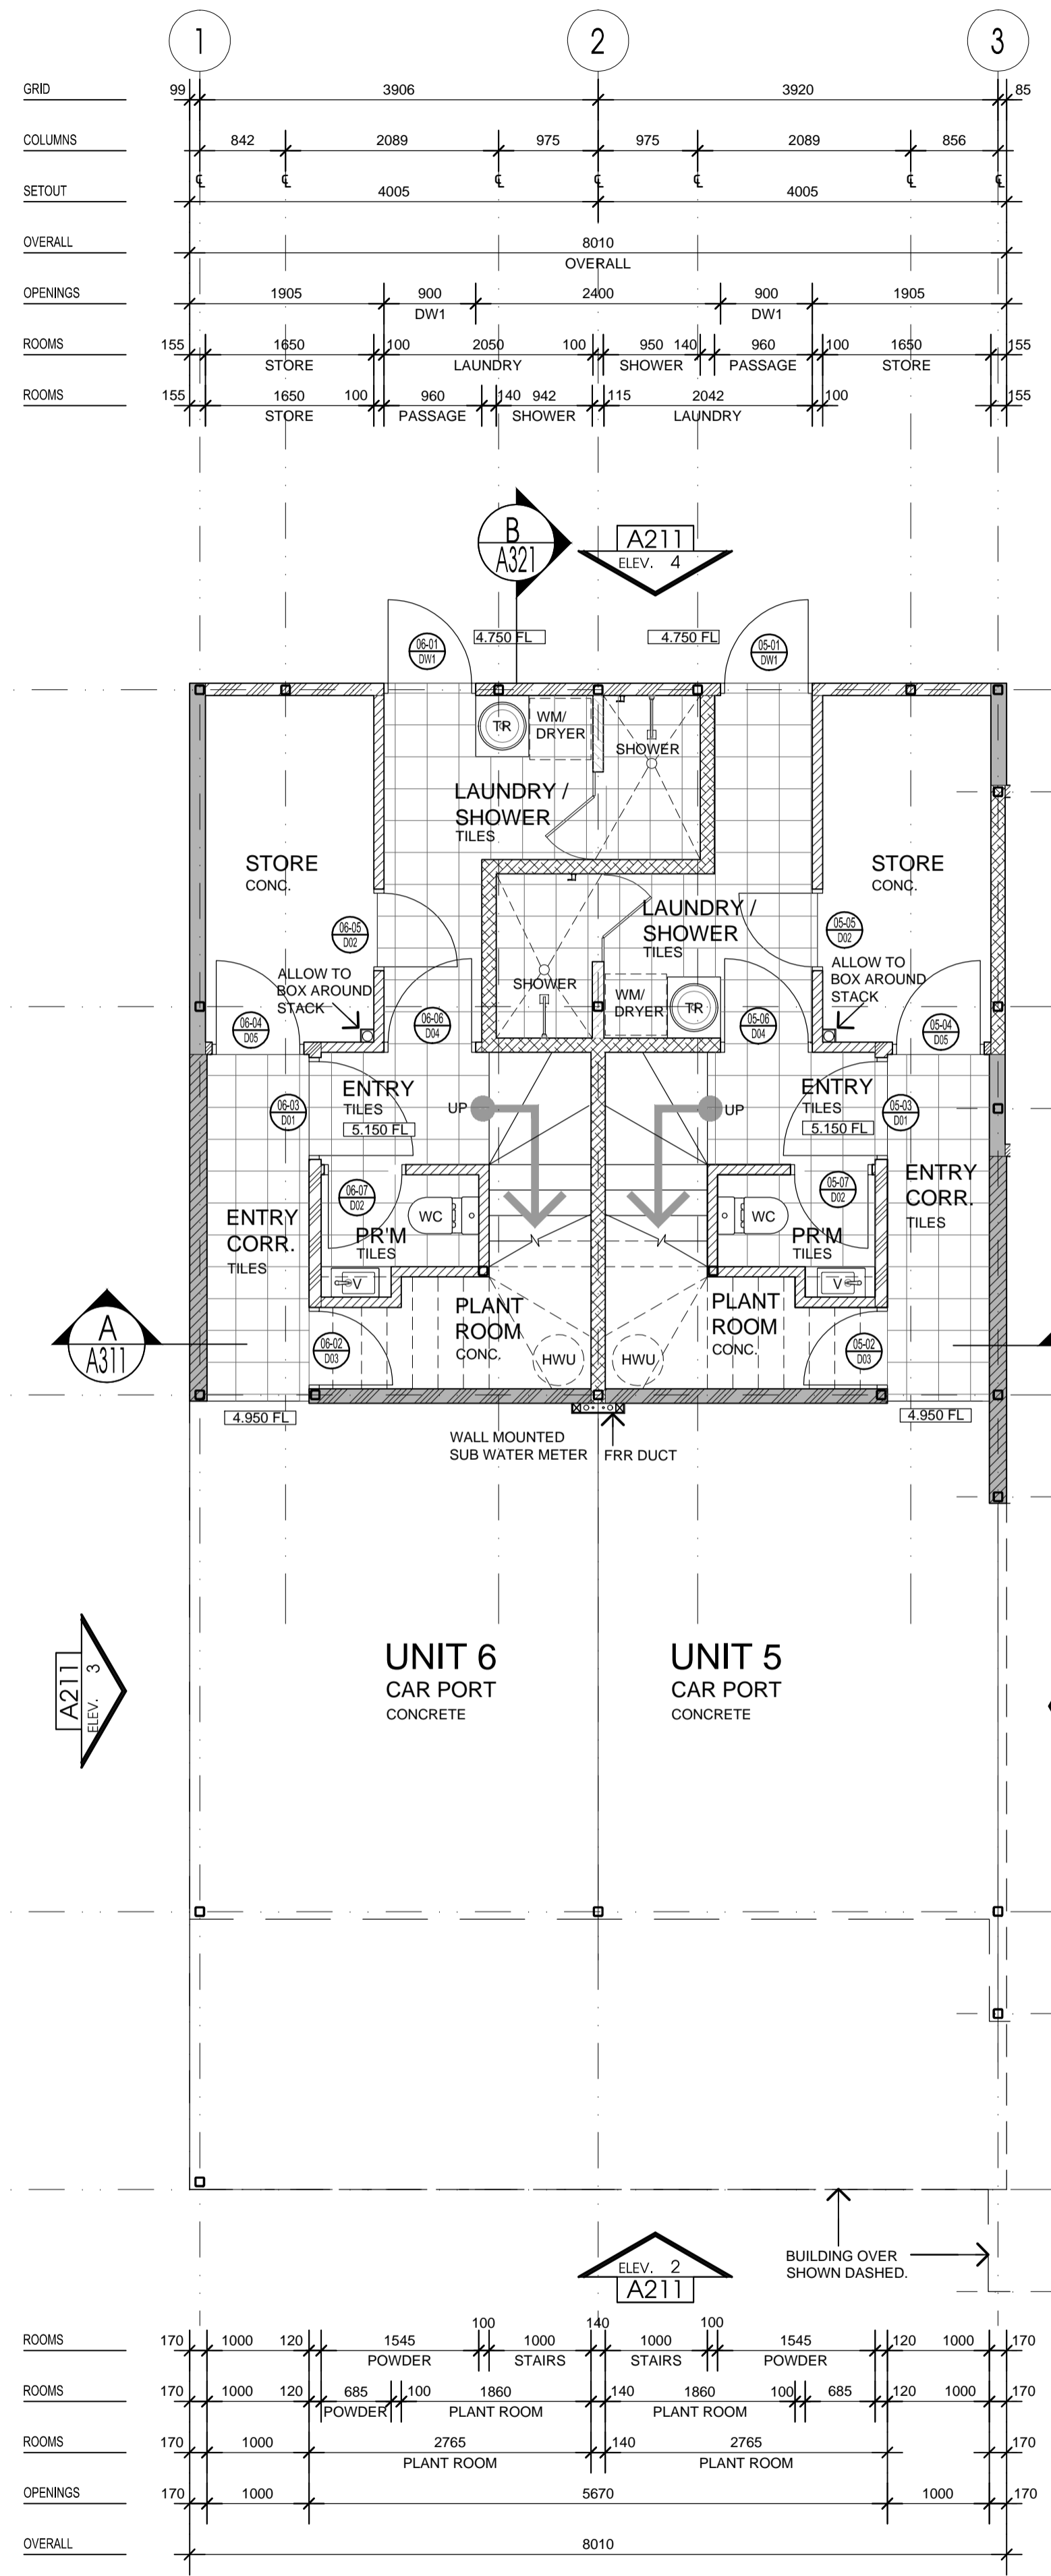 1 2 3
GRID 99 3906 3920 85
COLUMNS 842 2089 975 975 2089 856
℄ ℄ ℄ ℄ ℄ ℄ ℄
SETOUT 4005 4005
OVERALL 8010
OVERALL
OPENINGS 1905 900 2400 900 1905
DW1 DW1
ROOMS 155 1650 100 2050 100 950 140 960 100 1650 155
STORE LAUNDRY SHOWER PASSAGE STORE
ROOMS 155 1650 100 960 140 942 115 2042 100 155
STORE PASSAGE SHOWER LAUNDRY
B
A321
A211
ELEV. 4
06-01
DW1
4.750 FL
4.750 FL
05-01
DW1
TR
WM/
DRYER
SHOWER
LAUNDRY /
SHOWER
TILES
STORE
CONC.
STORE
CONC.
06-05
D02
LAUNDRY /
SHOWER
TILES
05-05
D02
ALLOW TO
BOX AROUND
STACK
SHOWER
WM/
DRYER
TR
ALLOW TO
BOX AROUND
STACK
06-04
D05
06-06
D04
05-06
D04
05-04
D05
06-03
D01
ENTRY
TILES
5.150 FL
UP
UP
ENTRY
TILES
5.150 FL
05-03
D01
ENTRY
CORR.
TILES
06-07
D02
WC
PR'M
TILES
V
WC
05-07
D02
PR'M
TILES
V
ENTRY
CORR.
TILES
A
A311
06-02
D03
PLANT
ROOM
CONC.
HWU
HWU
PLANT
ROOM
CONC.
05-02
D03
4.950 FL
4.950 FL
WALL MOUNTED
SUB WATER METER
FRR DUCT
UNIT 6
CAR PORT
CONCRETE
UNIT 5
CAR PORT
CONCRETE
A211
ELEV. 3
BUILDING OVER
SHOWN DASHED.
ELEV. 2
A211
ROOMS 170 1000 120 1545 100 1000 140 1000 100 1545 120 1000 170
POWDER STAIRS STAIRS POWDER
ROOMS 170 1000 120 685 100 1860 140 1860 100 685 120 1000 170
POWDER PLANT ROOM PLANT ROOM
ROOMS 170 1000 2765 140 2765 170
PLANT ROOM PLANT ROOM
OPENINGS 170 1000 5670 1000 170
OVERALL 8010